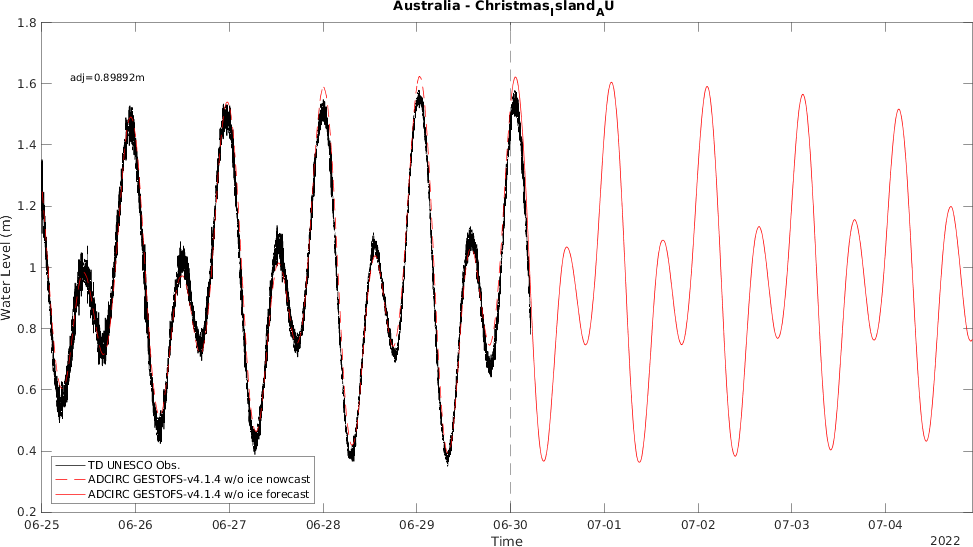 Australia - Christmas_Island_AU
1.8
1.6
1.4
1.2
1
0.8
0.6
0.4
0.2
Water Level (m)
adj=0.89892m
TD UNESCO Obs.
ADCIRC GESTOFS-v4.1.4 w/o ice nowcast
ADCIRC GESTOFS-v4.1.4 w/o ice forecast
06-25 06-26 06-27 06-28 06-29 06-30 07-01 07-02 07-03 07-04
Time
2022